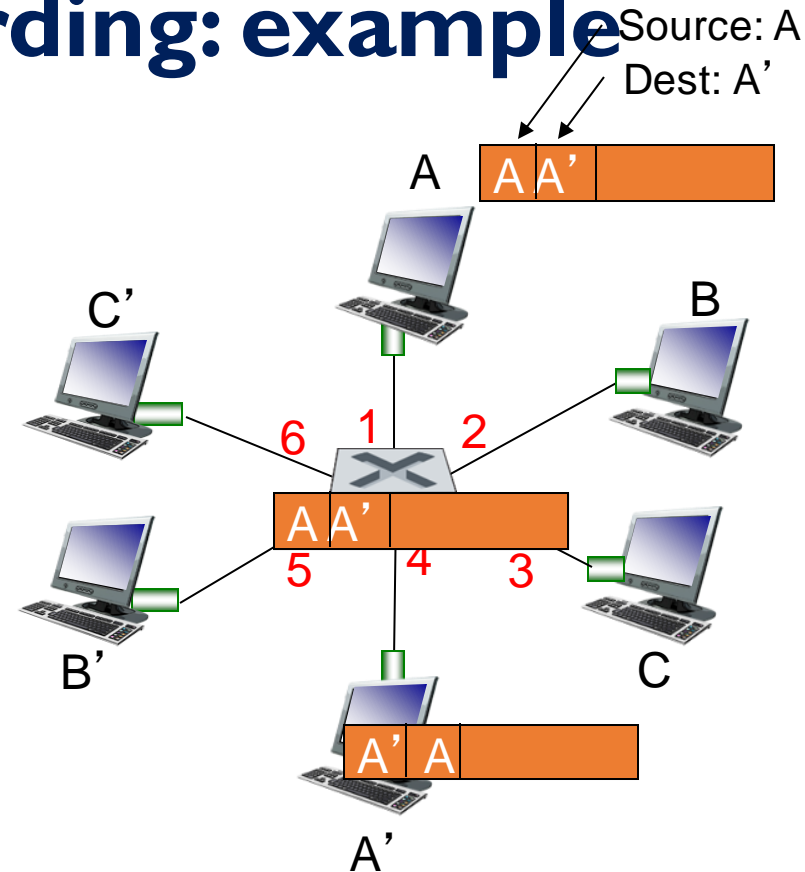 rding: example
Source: A
Dest: A’
A
A A’
C’
B
6
1
2
A A’
5
4
3
B’
C
A’ A
A’